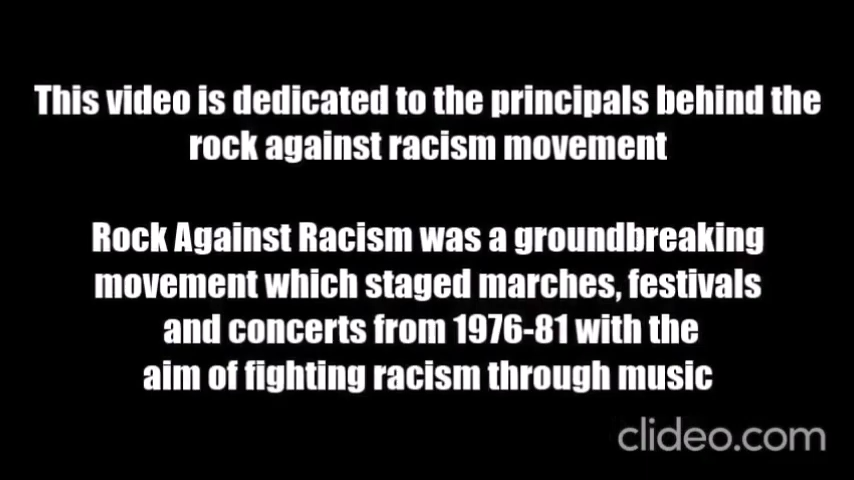 This video is dedicated to the principals behind the
rock against racism movement
Rock Against Racism was a groundbreaking
movement which staged marches, festivals
and concerts from 1976-81 with the
aim of fighting racism through music
clideo.com